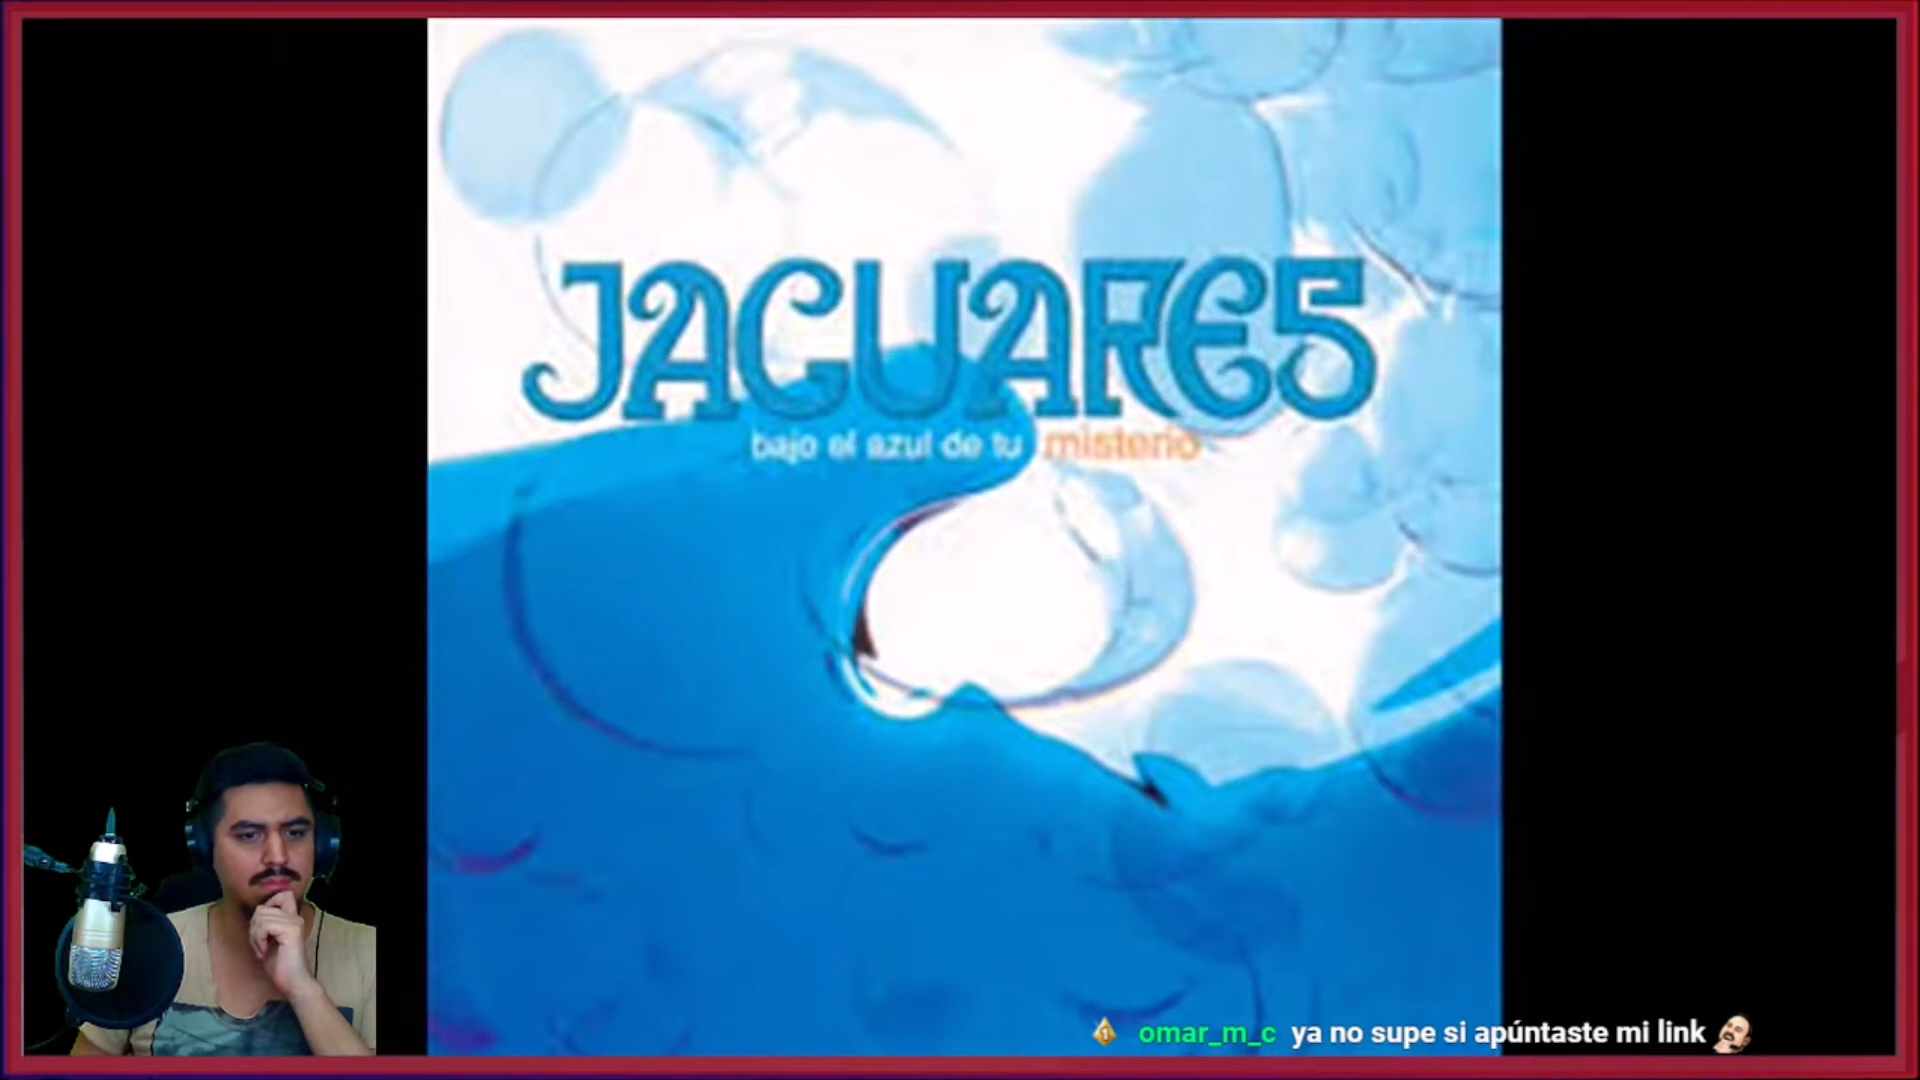 JAGUARES
bajo el azul de tu misterio
omar_m_c ya no supe si apúntaste mi link